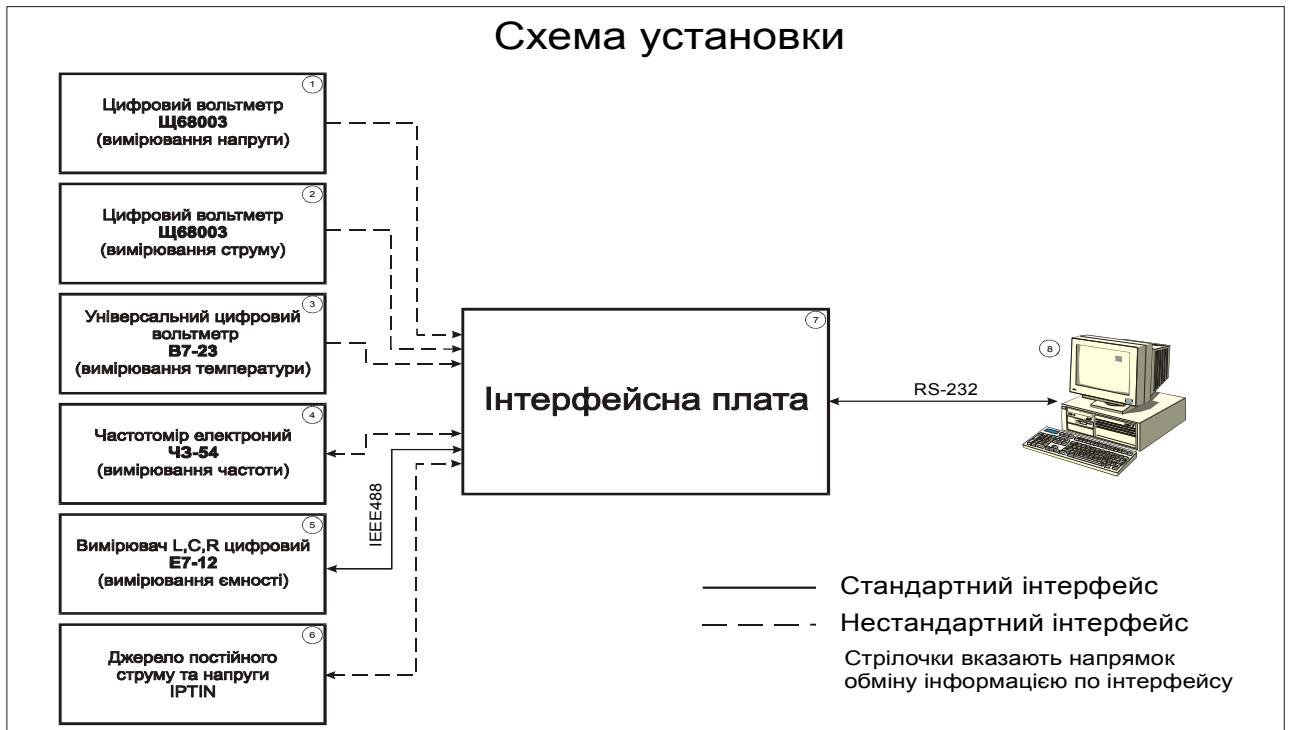 Схема установки
1
Цифровий вольтметр
Щ68003
(вимірювання напруги)
2
Цифровий вольтметр
Щ68003
(вимірювання струму)
3
Універсальний цифровий
вольтметр
В7-23
(вимірювання температури)
4
Частотомір електроний
Ч3-54
(вимірювання частоти)
5
Вимірювач L,C,R цифровий
Е7-12
(вимірювання ємності)
6
Джерело постійного
струму та напруги
IPTIN
IEEE488
7
Інтерфейсна плата
RS-232
8
Стандартний інтерфейс
Нестандартний інтерфейс
Стрілочки вказають напрямок
обміну інформацією по інтерфейсу